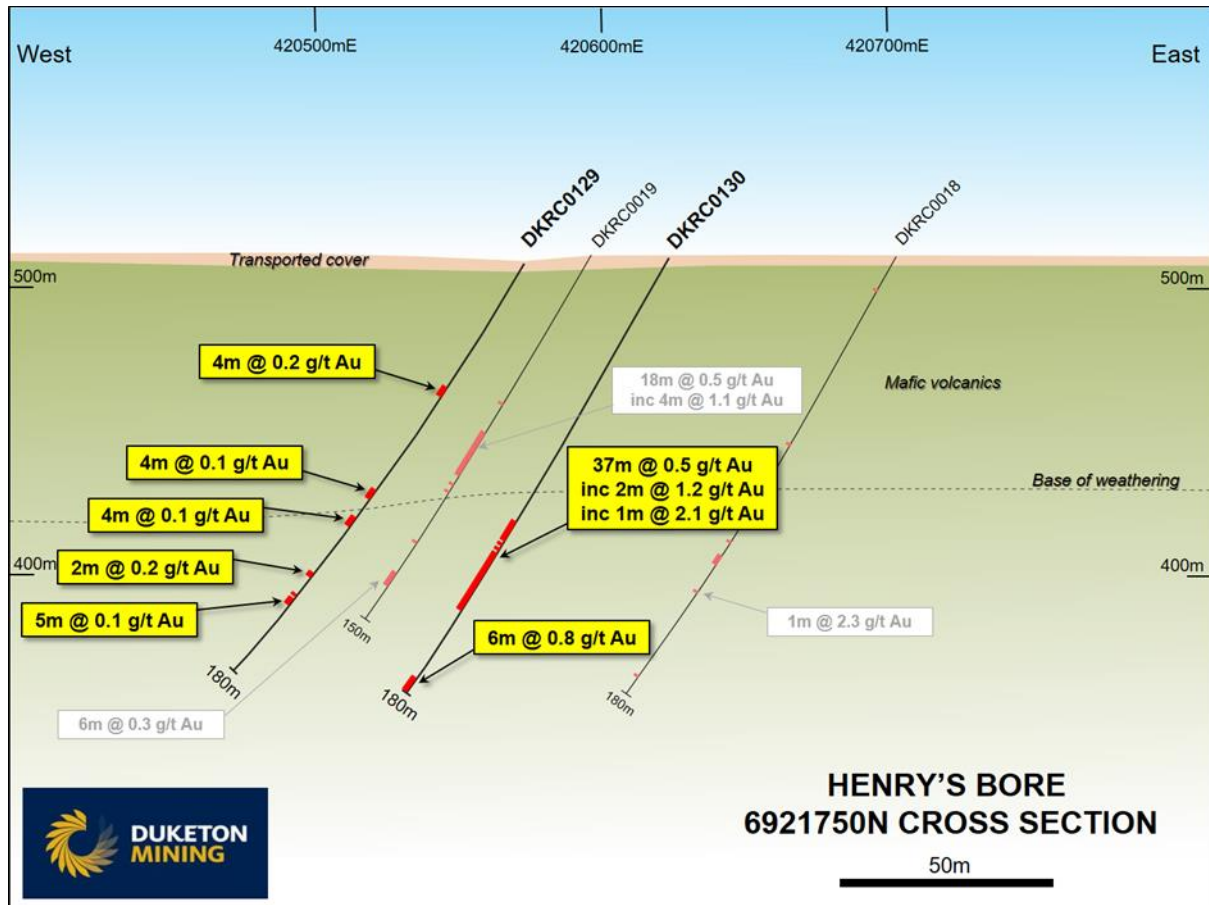 420500mE
420600mE
420700mE
West
East
DKRC0129
DKRC0019
DKRC0130
DKRC0018
Transported cover
500m
500m
4m @ 0.2 g/t Au
18m @ 0.5 g/t Au
inc 4m @ 1.1 g/t Au
Mafic volcanics
4m @ 0.1 g/t Au
37m @ 0.5 g/t Au
inc 2m @ 1.2 g/t Au
inc 1m @ 2.1 g/t Au
Base of weathering
4m @ 0.1 g/t Au
400m
400m
2m @ 0.2 g/t Au
5m @ 0.1 g/t Au
150m
1m @ 2.3 g/t Au
6m @ 0.8 g/t Au
180m
180m
180m
6m @ 0.3 g/t Au
HENRY'S BORE
6921750N CROSS SECTION
50m
DUKETON
MINING